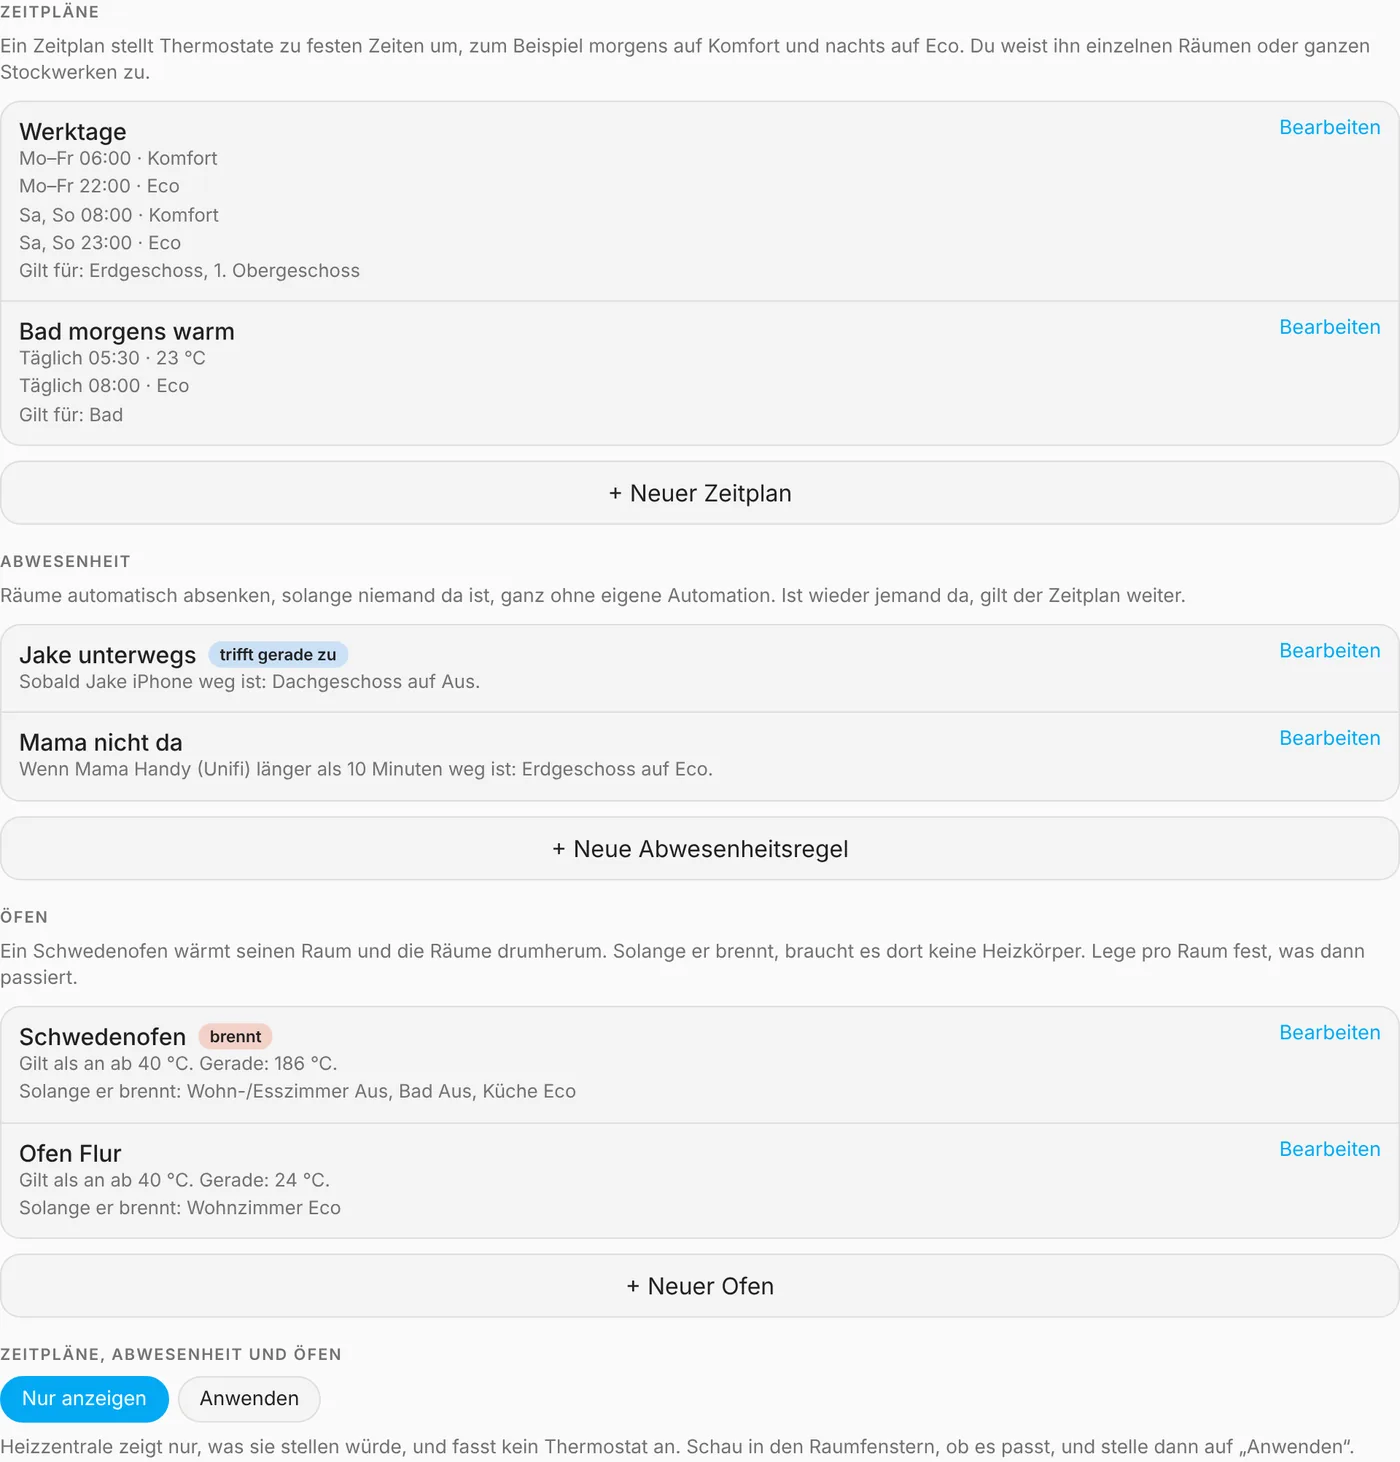 ZEITPLÄNE
Ein Zeitplan stellt Thermostate zu festen Zeiten um, zum Beispiel morgens auf Komfort und nachts auf Eco. Du weist ihn einzelnen Räumen oder ganzen
Stockwerken zu.
Werktage
Bearbeiten
Mo–Fr 06:00 · Komfort
Mo–Fr 22:00 · Eco
Sa, So 08:00 · Komfort
Sa, So 23:00 · Eco
Gilt für: Erdgeschoss, 1. Obergeschoss
Bad morgens warm
Bearbeiten
Täglich 05:30 · 23 °C
Täglich 08:00 · Eco
Gilt für: Bad
+ Neuer Zeitplan
ABWESENHEIT
Räume automatisch absenken, solange niemand da ist, ganz ohne eigene Automation. Ist wieder jemand da, gilt der Zeitplan weiter.
Jake unterwegs trifft gerade zu
Bearbeiten
Sobald Jake iPhone weg ist: Dachgeschoss auf Aus.
Mama nicht da
Bearbeiten
Wenn Mama Handy (Unifi) länger als 10 Minuten weg ist: Erdgeschoss auf Eco.
+ Neue Abwesenheitsregel
ÖFEN
Ein Schwedenofen wärmt seinen Raum und die Räume drumherum. Solange er brennt, braucht es dort keine Heizkörper. Lege pro Raum fest, was dann
passiert.
Schwedenofen brennt
Bearbeiten
Gilt als an ab 40 °C. Gerade: 186 °C.
Solange er brennt: Wohn-/Esszimmer Aus, Bad Aus, Küche Eco
Ofen Flur
Bearbeiten
Gilt als an ab 40 °C. Gerade: 24 °C.
Solange er brennt: Wohnzimmer Eco
+ Neuer Ofen
ZEITPLÄNE, ABWESENHEIT UND ÖFEN
Nur anzeigen Anwenden
Heizzentrale zeigt nur, was sie stellen würde, und fasst kein Thermostat an. Schau in den Raumfenstern, ob es passt, und stelle dann auf „Anwenden“.